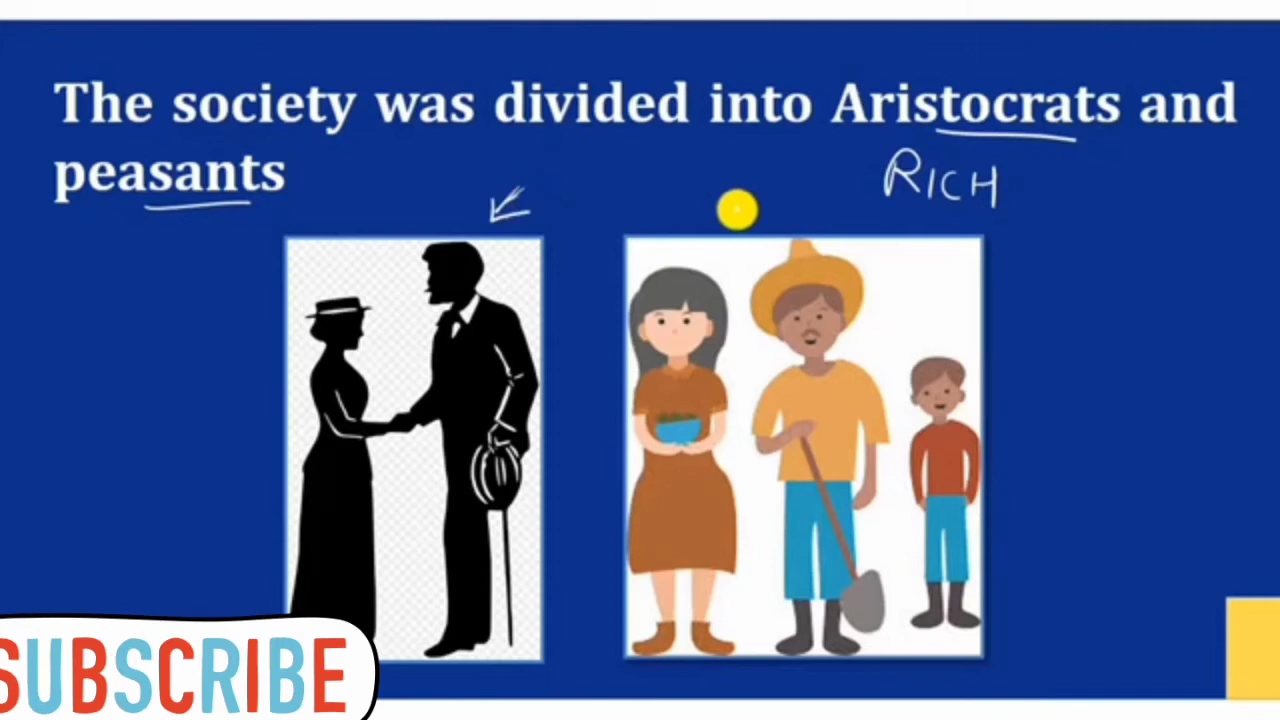 The society was divided into Aristocrats and
peasants
RICH
SUBSCRIBE